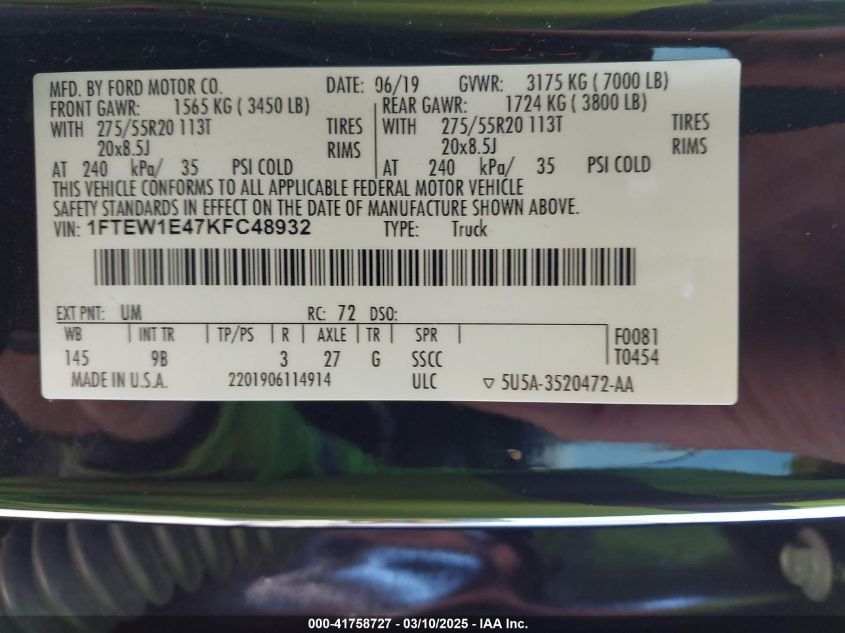 MFD. BY FORD MOTOR CO. DATE: 06/19 GVWR: 3175 KG ( 7000 LB)
FRONT GAWR: 1565 KG ( 3450 LB) REAR GAWR: 1724 KG ( 3800 LB)
WITH 275/55R20 113T TIRES WITH 275/55R20 113T TIRES
20x8.5J RIMS 20x8.5J RIMS
AT 240 kPa/ 35 PSI COLD AT 240 kPa/ 35 PSI COLD
THIS VEHICLE CONFORMS TO ALL APPLICABLE FEDERAL MOTOR VEHICLE
SAFETY STANDARDS IN EFFECT ON THE DATE OF MANUFACTURE SHOWN ABOVE.
VIN: 1FTEW1E47KFC48932 TYPE: Truck
EXT PNT: UM RC: 72 DSO:
WB INT TR TP/PS R AXLE TR SPR F0081
145 9B 3 27 G SSCC T0454
MADE IN U.S.A. 2201906114914 ULC ▽ 5U5A-3520472-AA
000-41758727 - 03/10/2025 - IAA Inc.